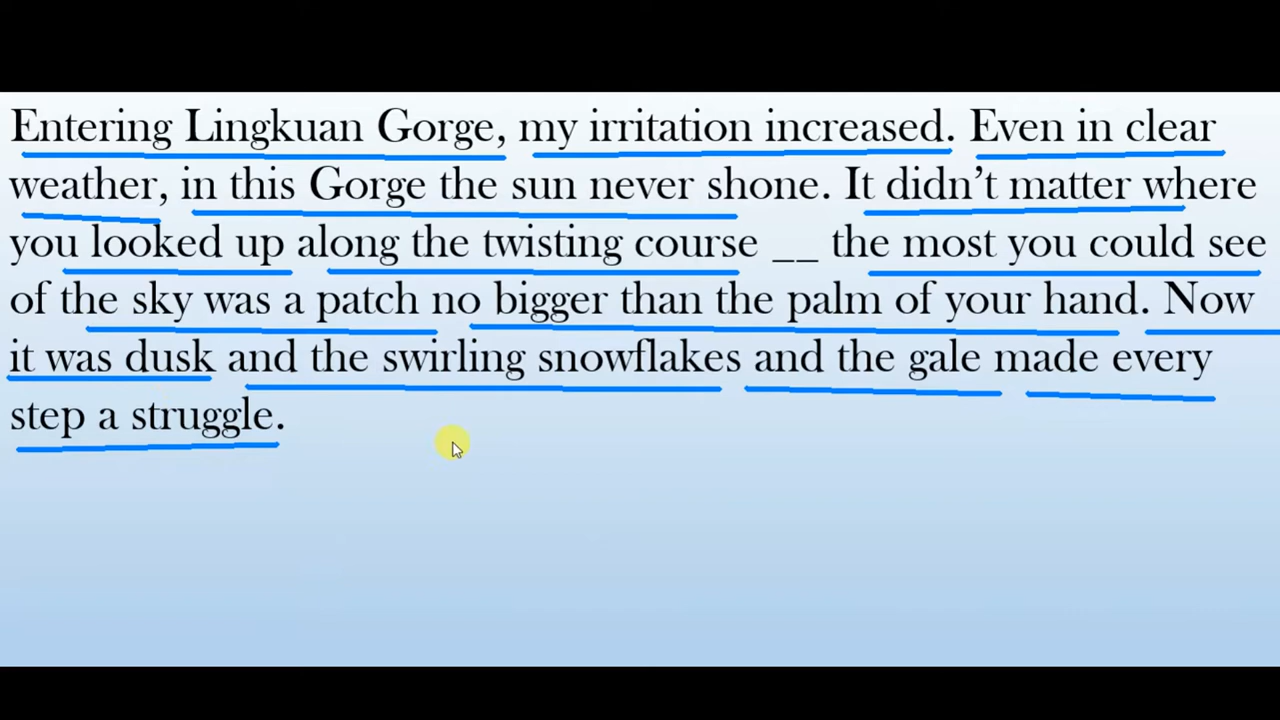 Entering Lingkuan Gorge, my irritation increased. Even in clear
weather, in this Gorge the sun never shone. It didn’t matter where
you looked up along the twisting course __ the most you could see
of the sky was a patch no bigger than the palm of your hand. Now
it was dusk and the swirling snowflakes and the gale made every
step a struggle.